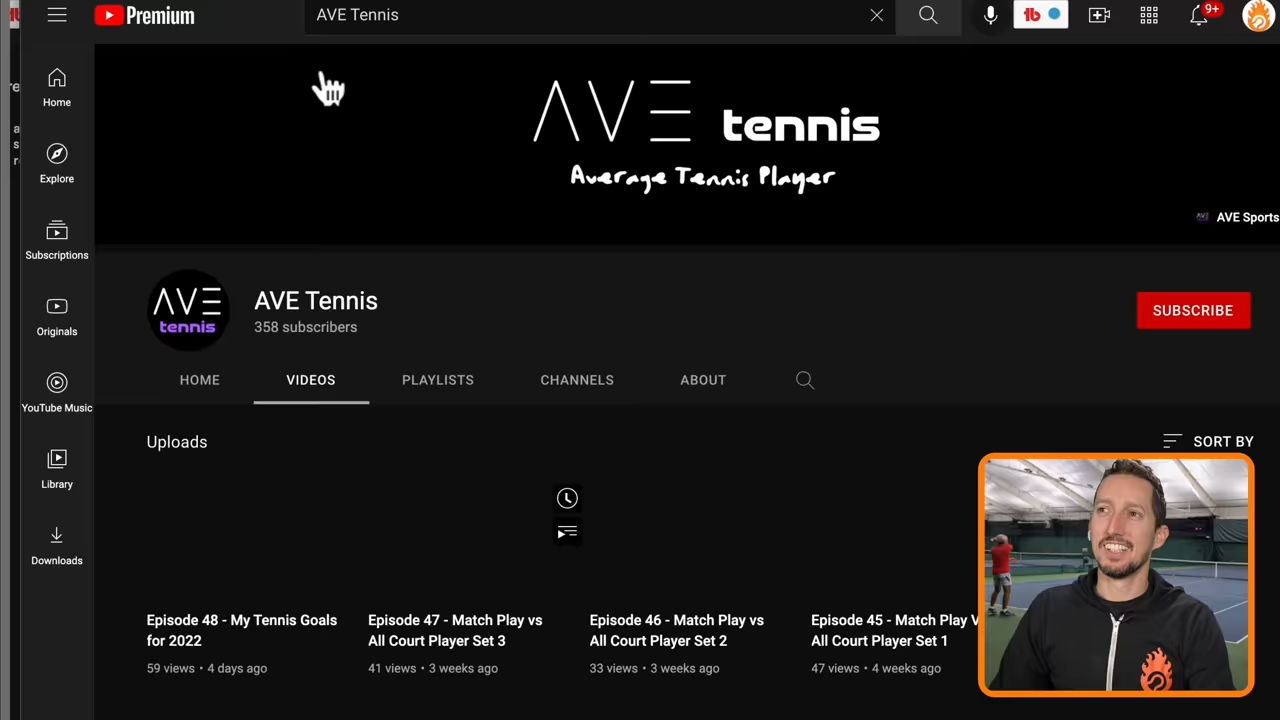 Premium
AVE Tennis
9+
Home
Explore
Subscriptions
Originals
YouTube Music
Library
Downloads
AVE tennis
Average Tennis Player
AVE Sports
AVE tennis
AVE Tennis
358 subscribers
SUBSCRIBE
HOME
VIDEOS
PLAYLISTS
CHANNELS
ABOUT
Uploads
SORT BY
Episode 48 - My Tennis Goals
for 2022
59 views • 4 days ago
Episode 47 - Match Play vs
All Court Player Set 3
41 views • 3 weeks ago
Episode 46 - Match Play vs
All Court Player Set 2
33 views • 3 weeks ago
Episode 45 - Match Play V
All Court Player Set 1
47 views • 4 weeks ago